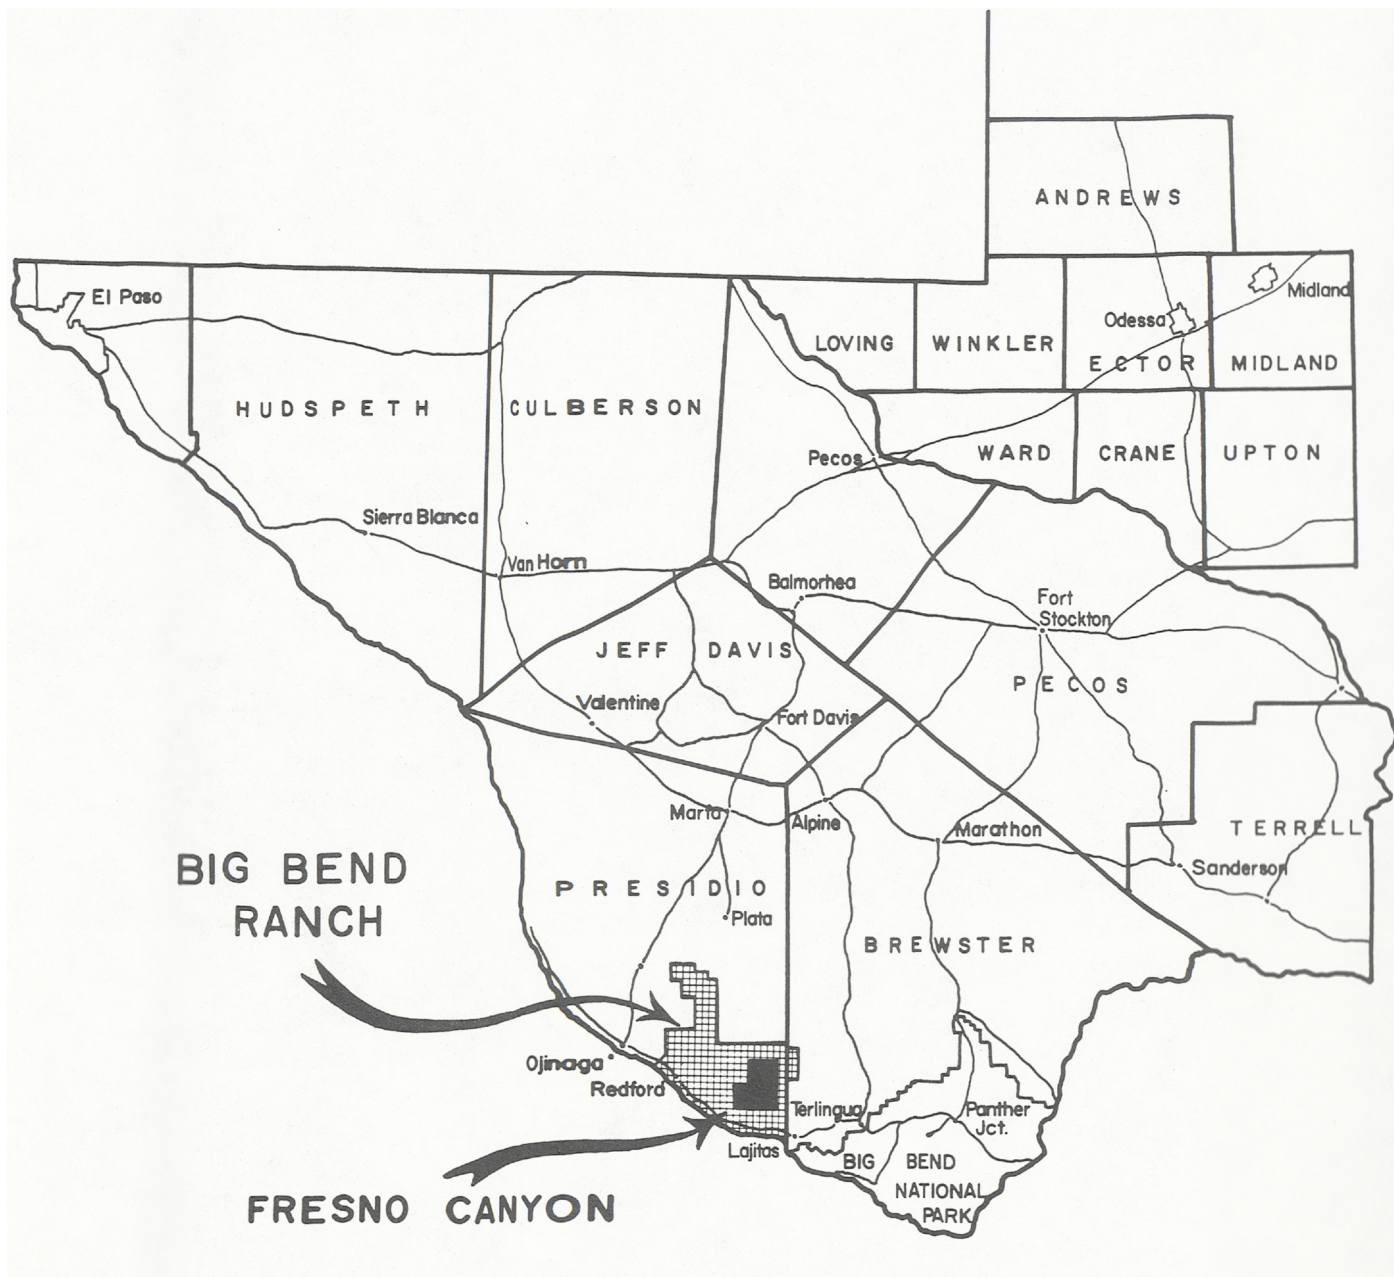 ANDREWS
El Paso
Midland
Odessa
LOVING
WINKLER
ECTOR
MIDLAND
HUDSPETH
CULBERSON
Pecos
WARD
CRANE
UPTON
Sierra Blanca
Van Horn
Balmorhea
Fort
Stockton
JEFF DAVIS
PECOS
Valentine
Fort Davis
Marfa
Alpine
Marathon
TERRELL
Sanderson
BIG BEND
RANCH
PRESIDIO
Plata
BREWSTER
Ojinaga
Redford
Terlingua
Panther
Jct.
Lajitas
BIG BEND
NATIONAL
PARK
FRESNO CANYON